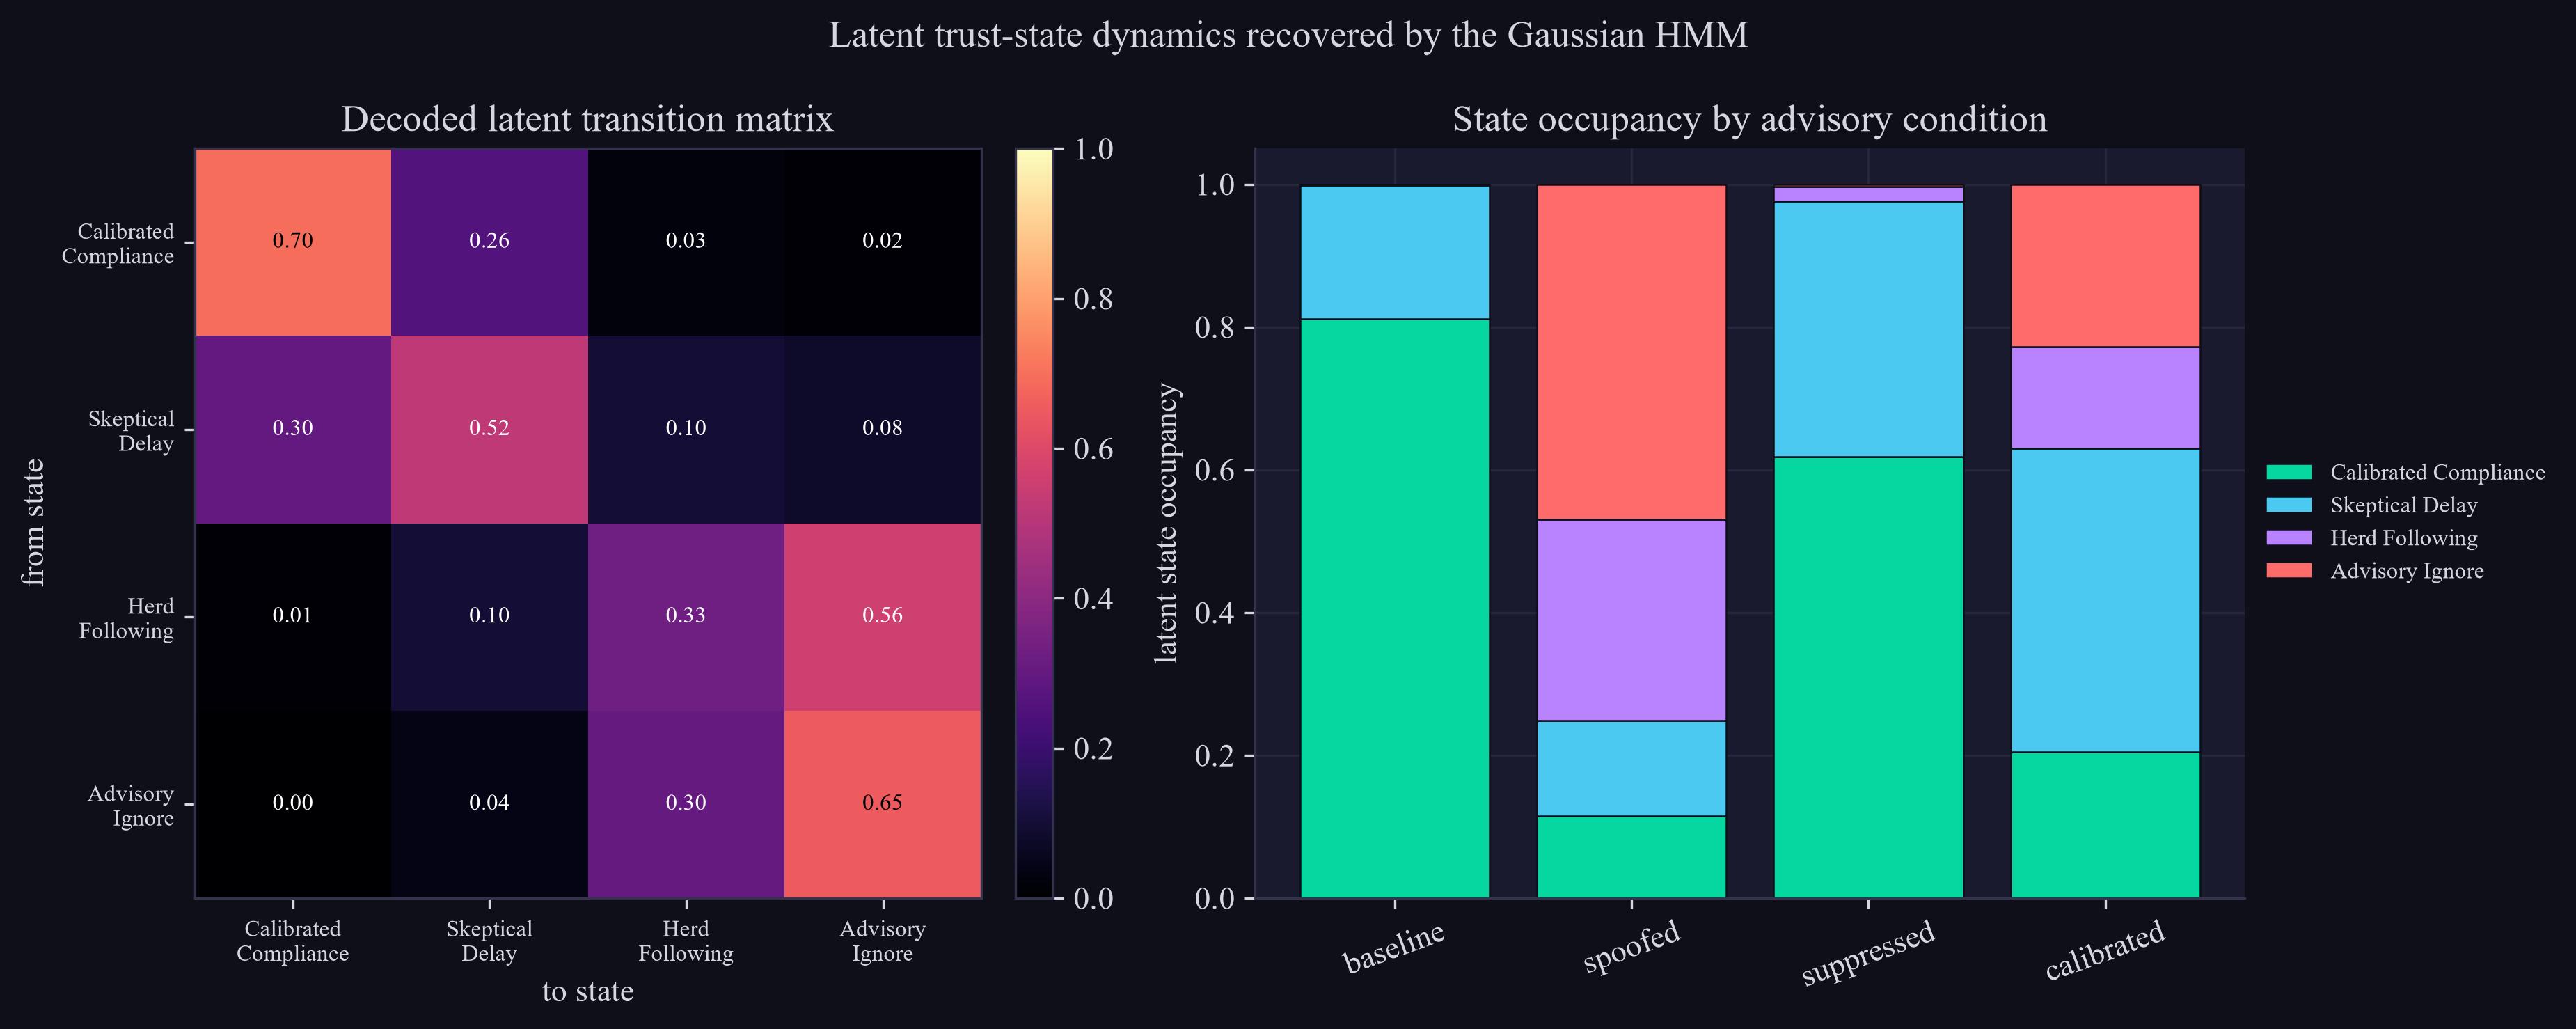 Latent trust-state dynamics recovered by the Gaussian HMM
Decoded latent transition matrix
from state
Calibrated
Compliance
0.70
0.26
0.03
0.02
Skeptical
Delay
0.30
0.52
0.10
0.08
Herd
Following
0.01
0.10
0.33
0.56
Advisory
Ignore
0.00
0.04
0.30
0.65
Calibrated
Compliance
Skeptical
Delay
Herd
Following
Advisory
Ignore
to state
1.0
0.8
0.6
0.4
0.2
0.0
State occupancy by advisory condition
latent state occupancy
1.0
0.8
0.6
0.4
0.2
0.0
baseline
spoofed
suppressed
calibrated
Calibrated Compliance
Skeptical Delay
Herd Following
Advisory Ignore